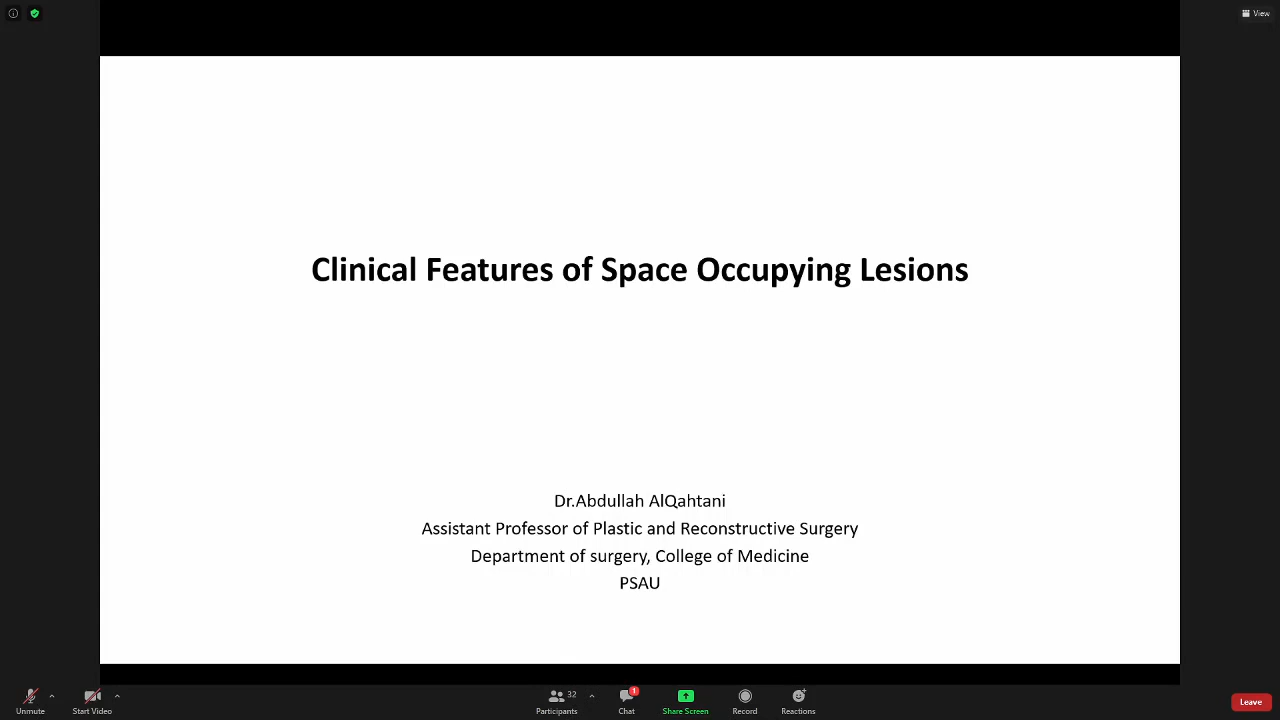 View
Clinical Features of Space Occupying Lesions
Dr.Abdullah AlQahtani
Assistant Professor of Plastic and Reconstructive Surgery
Department of surgery, College of Medicine
PSAU
Unmute
Start Video
32
Participants
1
Chat
Share Screen
Record
Reactions
Leave